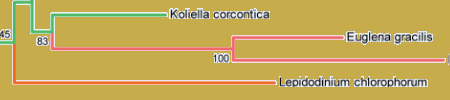 Koliella corcontica
45
83
Euglena gracilis
100
Lepidodinium chlorophorum